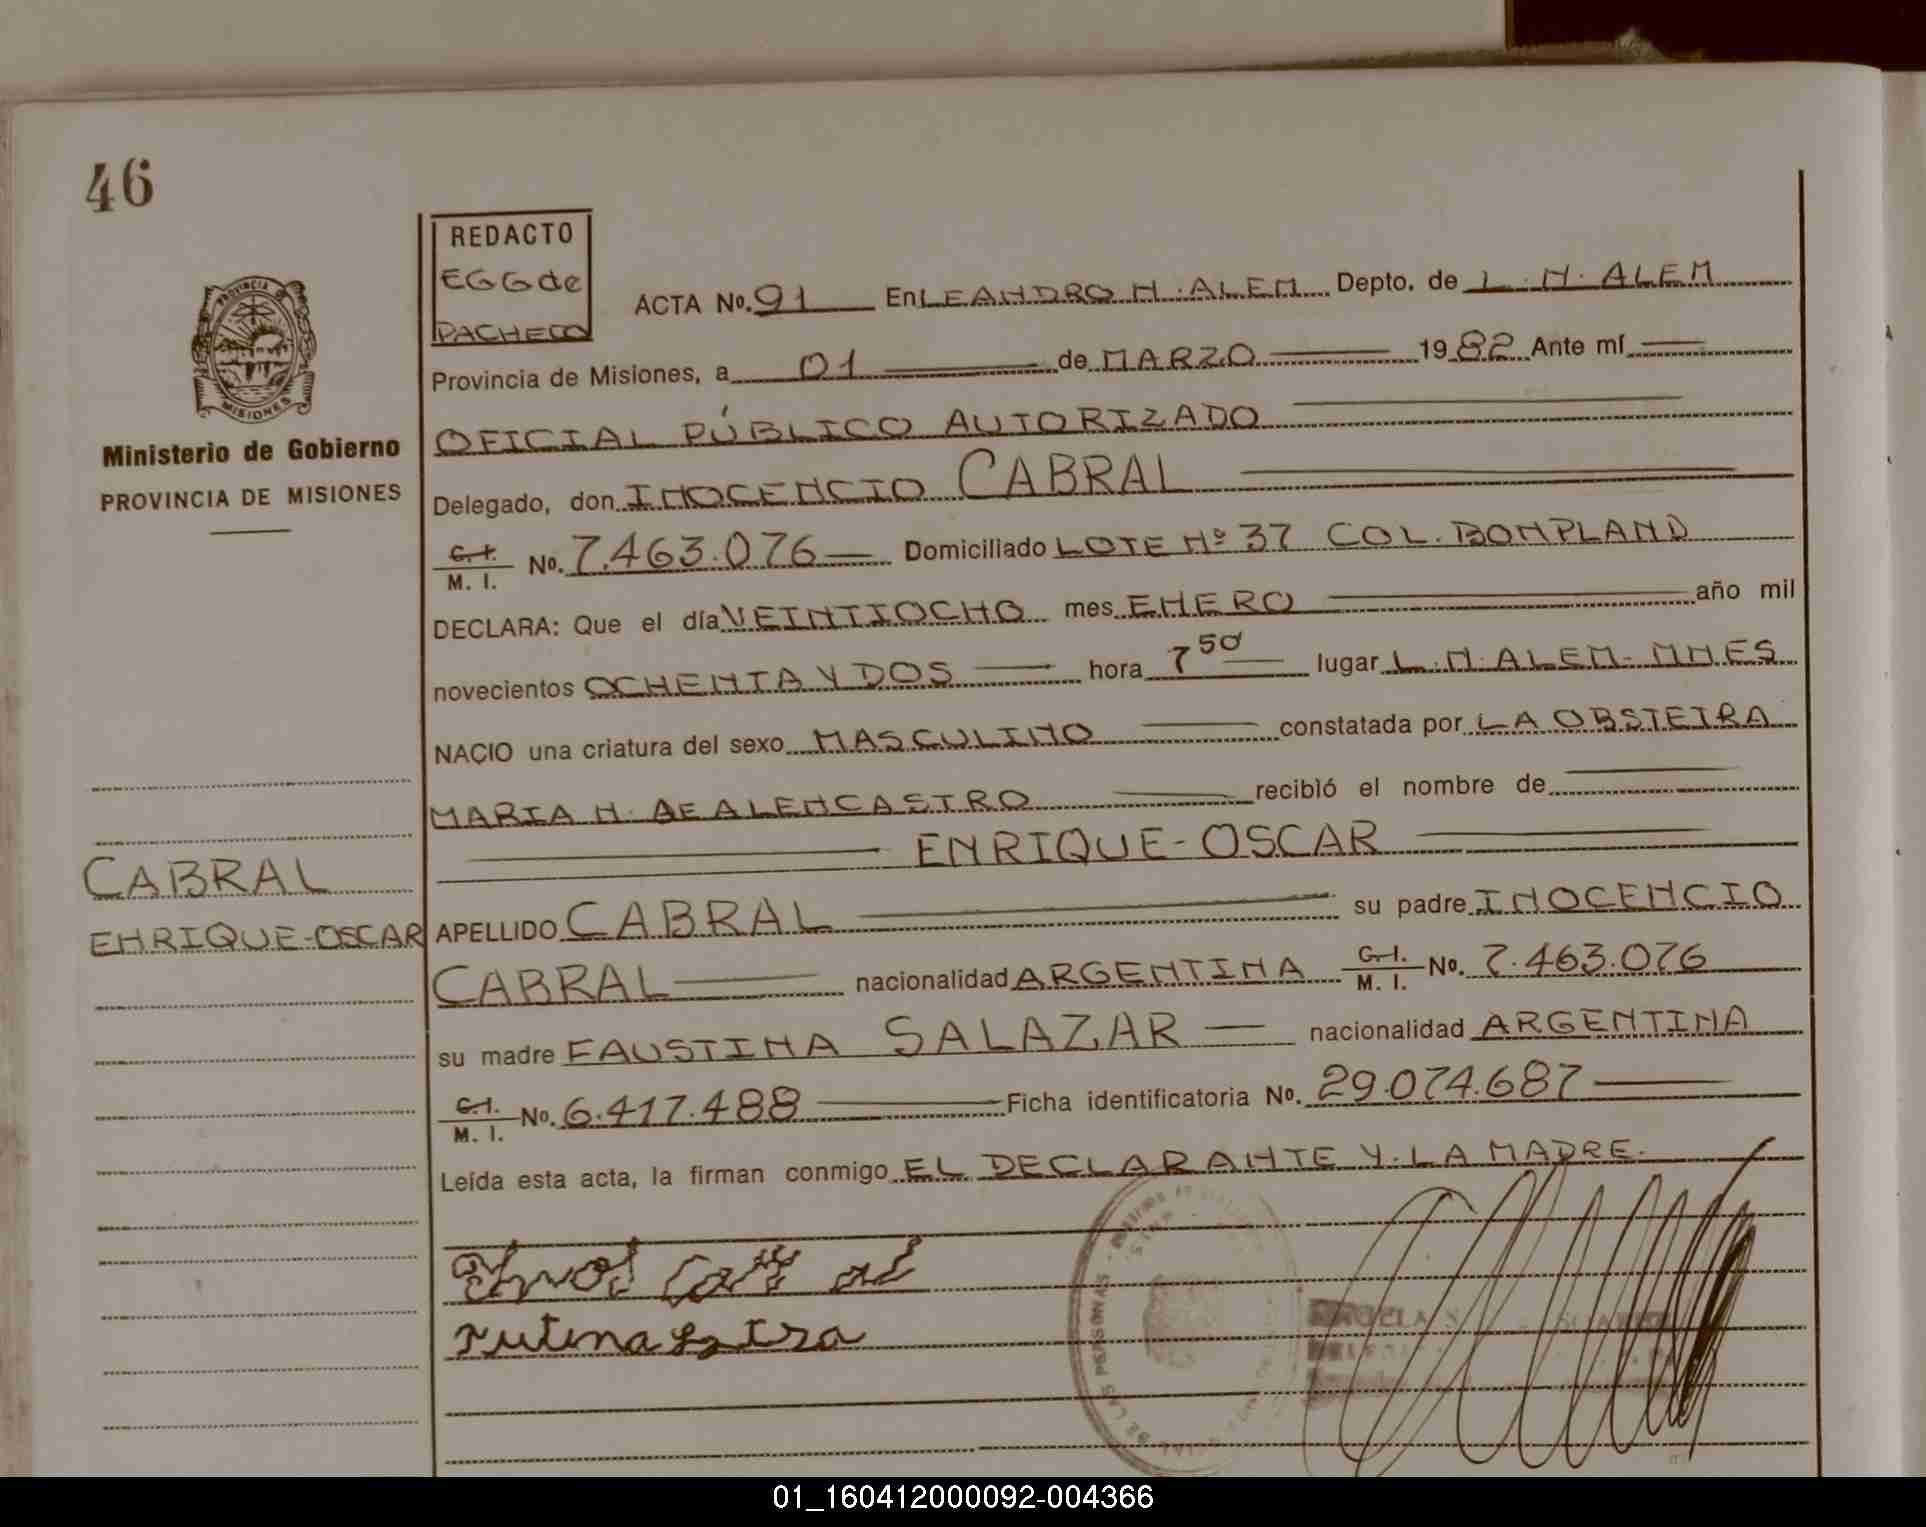 46
REDACTO
EGGde
PACHECO
ACTA No. 91 En LEANDRO N. ALEM Depto. de L. N. ALEM
Provincia de Misiones, a 01 de MARZO 1982 Ante mí
OFICIAL PÚBLICO AUTORIZADO
Delegado, don INOCENCIO CABRAL
C. I. M. I. No. 7.463.076 Domiciliado LOTE Nº 37 COL. BONPLAND
DECLARA: Que el día VEINTIOCHO mes ENERO año mil
novecientos OCHENTA Y DOS hora 7 50 lugar L. N. ALEM - MNES
NACIO una criatura del sexo MASCULINO constatada por LA OBSTETRA
MARIA N. DE ALENCASTRO recibió el nombre de
ENRIQUE-OSCAR
APELLIDO CABRAL su padre INOCENCIO
CABRAL nacionalidad ARGENTINA C. I. M. I. No. 7.463.076
su madre FAUSTINA SALAZAR nacionalidad ARGENTINA
C. I. M. I. No. 6.417.488 Ficha identificatoria No. 29.074.687
Leída esta acta, la firman conmigo EL DECLARANTE Y LA MADRE.
PROVINCIA DE
MISIONES
Ministerio de Gobierno
PROVINCIA DE MISIONES
CABRAL
ENRIQUE-OSCAR
DE LAS PERSONAS
01_160412000092-004366